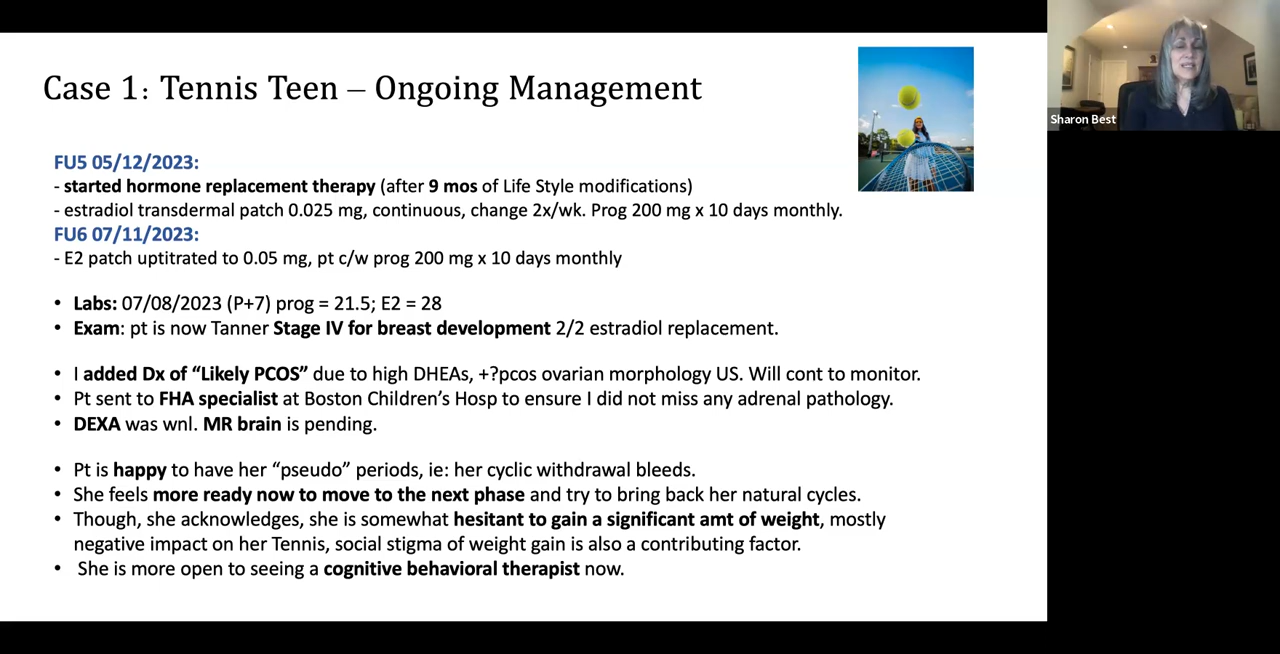 Case 1: Tennis Teen – Ongoing Management
Sharon Best
FU5 05/12/2023:
- started hormone replacement therapy (after 9 mos of Life Style modifications)
- estradiol transdermal patch 0.025 mg, continuous, change 2x/wk. Prog 200 mg x 10 days monthly.
FU6 07/11/2023:
- E2 patch uptitrated to 0.05 mg, pt c/w prog 200 mg x 10 days monthly
• Labs: 07/08/2023 (P+7) prog = 21.5; E2 = 28
• Exam: pt is now Tanner Stage IV for breast development 2/2 estradiol replacement.
• I added Dx of “Likely PCOS” due to high DHEAs, +?pcos ovarian morphology US. Will cont to monitor.
• Pt sent to FHA specialist at Boston Children’s Hosp to ensure I did not miss any adrenal pathology.
• DEXA was wnl. MR brain is pending.
• Pt is happy to have her “pseudo” periods, ie: her cyclic withdrawal bleeds.
• She feels more ready now to move to the next phase and try to bring back her natural cycles.
• Though, she acknowledges, she is somewhat hesitant to gain a significant amt of weight, mostly
negative impact on her Tennis, social stigma of weight gain is also a contributing factor.
• She is more open to seeing a cognitive behavioral therapist now.